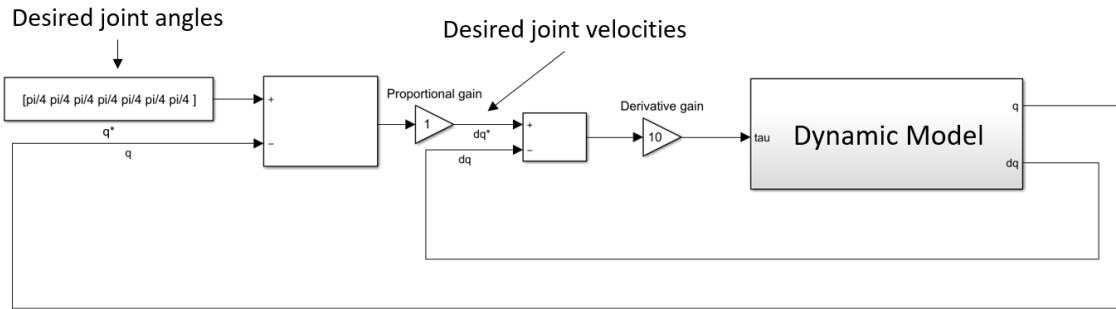 Desired joint angles
Desired joint velocities
[pi/4 pi/4 pi/4 pi/4 pi/4 pi/4 pi/4 ]
q*
q
+
−
Proportional gain
1
dq*
dq
+
−
Derivative gain
10
tau
Dynamic Model
q
dq